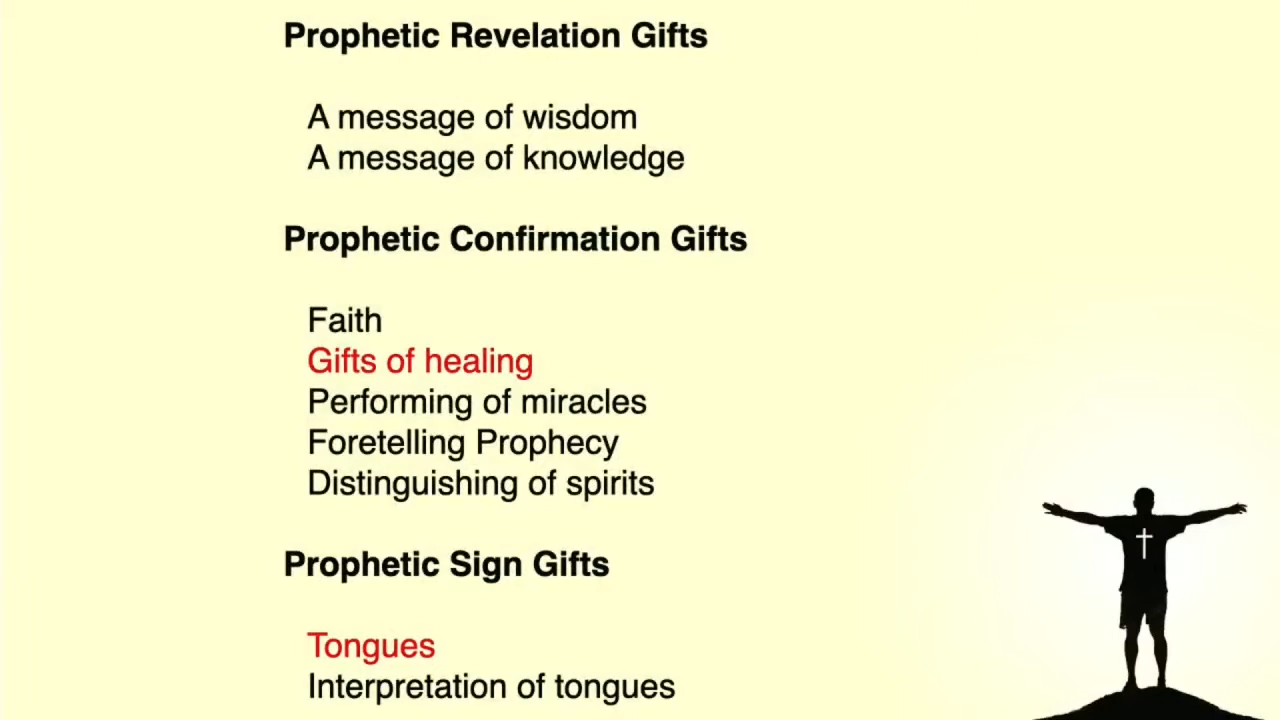 Prophetic Revelation Gifts
A message of wisdom
A message of knowledge
Prophetic Confirmation Gifts
Faith
Gifts of healing
Performing of miracles
Foretelling Prophecy
Distinguishing of spirits
Prophetic Sign Gifts
Tongues
Interpretation of tongues